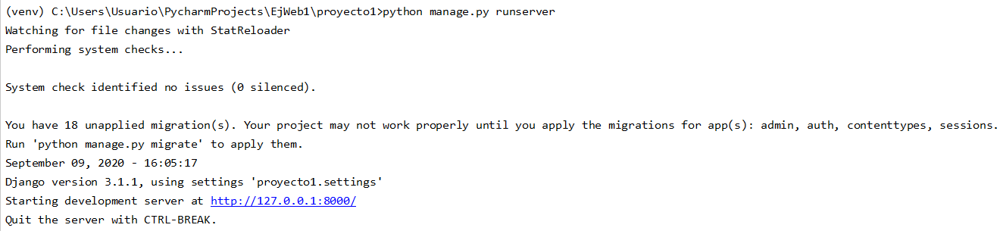 (venv) C:\Users\Usuario\PycharmProjects\EjWeb1\proyecto1>python manage.py runserver
Watching for file changes with StatReloader
Performing system checks...
System check identified no issues (0 silenced).
You have 18 unapplied migration(s). Your project may not work properly until you apply the migrations for app(s): admin, auth, contenttypes, sessions.
Run 'python manage.py migrate' to apply them.
September 09, 2020 - 16:05:17
Django version 3.1.1, using settings 'proyecto1.settings'
Starting development server at http://127.0.0.1:8000/
Quit the server with CTRL-BREAK.